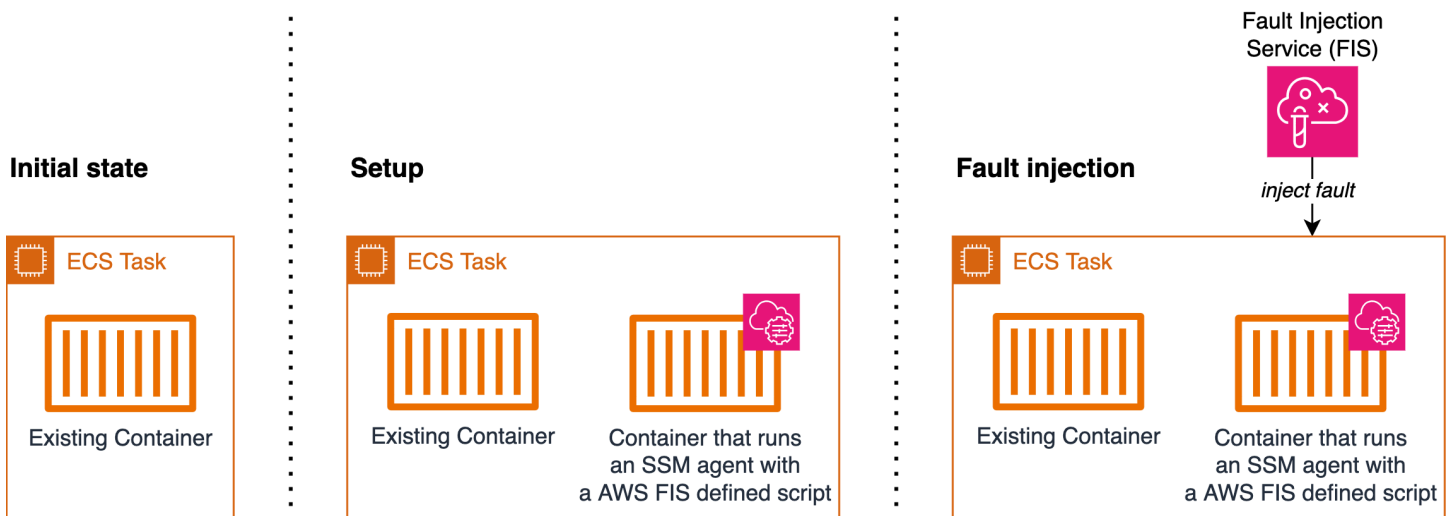 Initial state
ECS Task
Existing Container
Setup
ECS Task
Existing Container
Container that runs
an SSM agent with
a AWS FIS defined script
Fault Injection
Service (FIS)
Fault injection
inject fault
ECS Task
Existing Container
Container that runs
an SSM agent with
a AWS FIS defined script